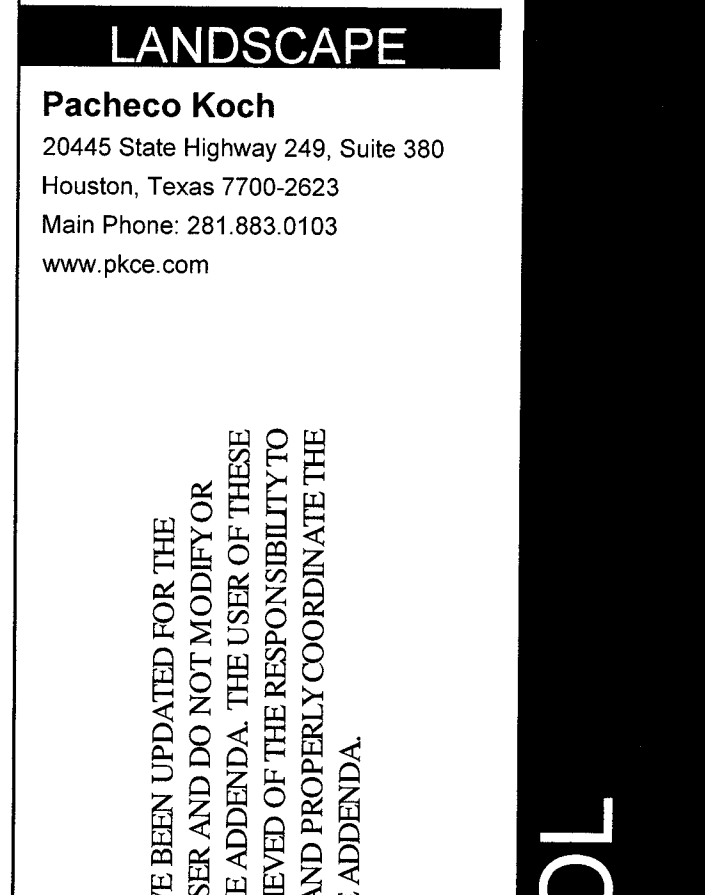 LANDSCAPE
Pacheco Koch
20445 State Highway 249, Suite 380
Houston, Texas 7700-2623
Main Phone: 281.883.0103
www.pkce.com
BEEN UPDATED FOR THE
AND DO NOT MODIFY OR
ADDENDA. THE USER OF THESE
OF THE RESPONSIBILITY TO
AND PROPERLY COORDINATE THE
ADDENDA.
OL